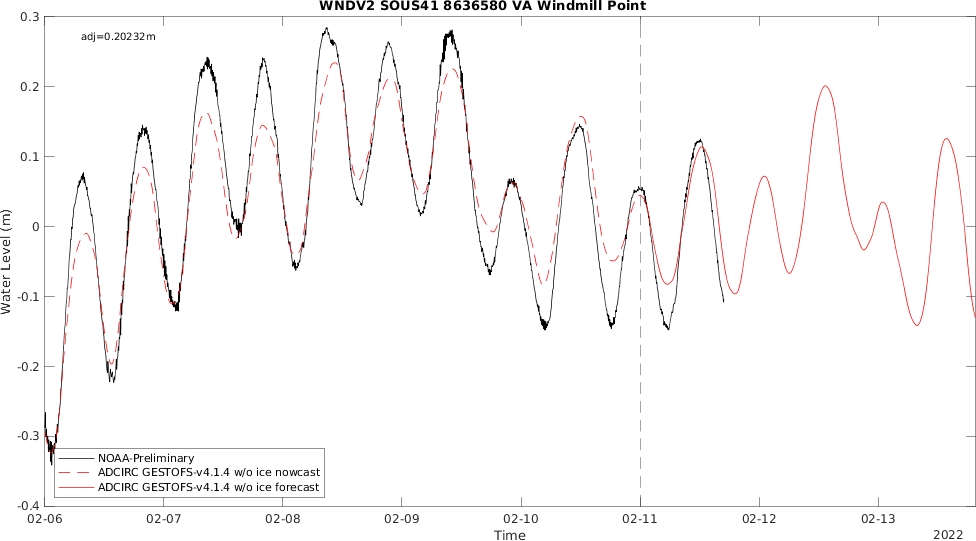 WNDV2 SOUS41 8636580 VA Windmill Point
adj=0.20232m
0.3
0.2
0.1
0
-0.1
-0.2
-0.3
-0.4
Water Level (m)
NOAA-Preliminary
ADCIRC GESTOFS-v4.1.4 w/o ice nowcast
ADCIRC GESTOFS-v4.1.4 w/o ice forecast
02-06 02-07 02-08 02-09 02-10 02-11 02-12 02-13
Time
2022